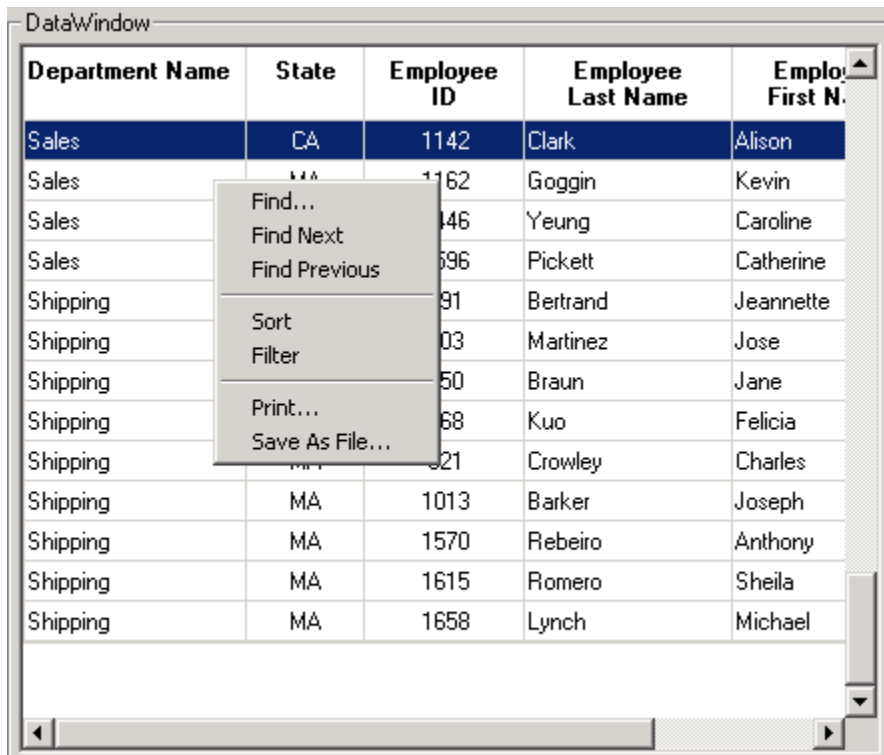 DataWindow
Department Name State Employee ID Employee Last Name
Sales CA 1142 Clark Alison
Sales Goggin Kevin
Sales Yeung Caroline
Sales Pickett Catherine
Shipping Bertrand Jeannette
Shipping Martinez Jose
Shipping Braun Jane
Shipping Kuo Felicia
Shipping Crowley Charles
Shipping MA 1013 Barker Joseph
Shipping MA 1570 Rebeiro Anthony
Shipping MA 1615 Romero Sheila
Shipping MA 1658 Lynch Michael
Find...
Find Next
Find Previous
Sort
Filter
Print...
Save As File...